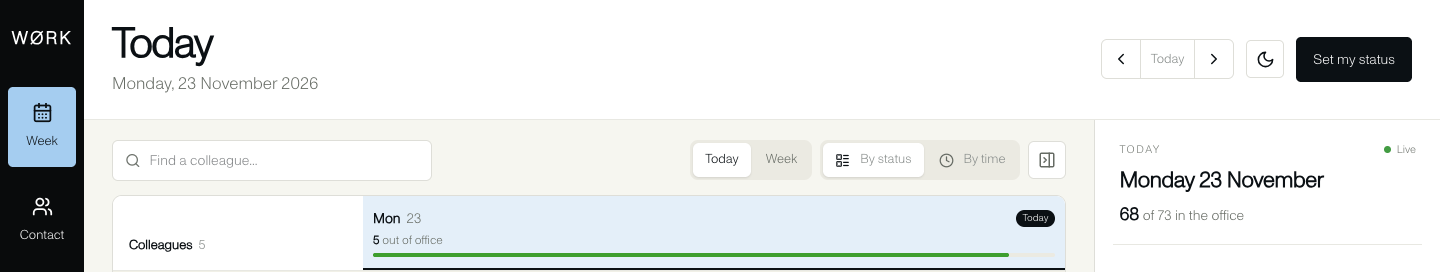 WØRK
Week
Contact
Today
Monday, 23 November 2026
Today
Set my status
Find a colleague...
Today
Week
By status
By time
Colleagues 5
Mon 23
Today
5 out of office
TODAY
Live
Monday 23 November
68 of 73 in the office